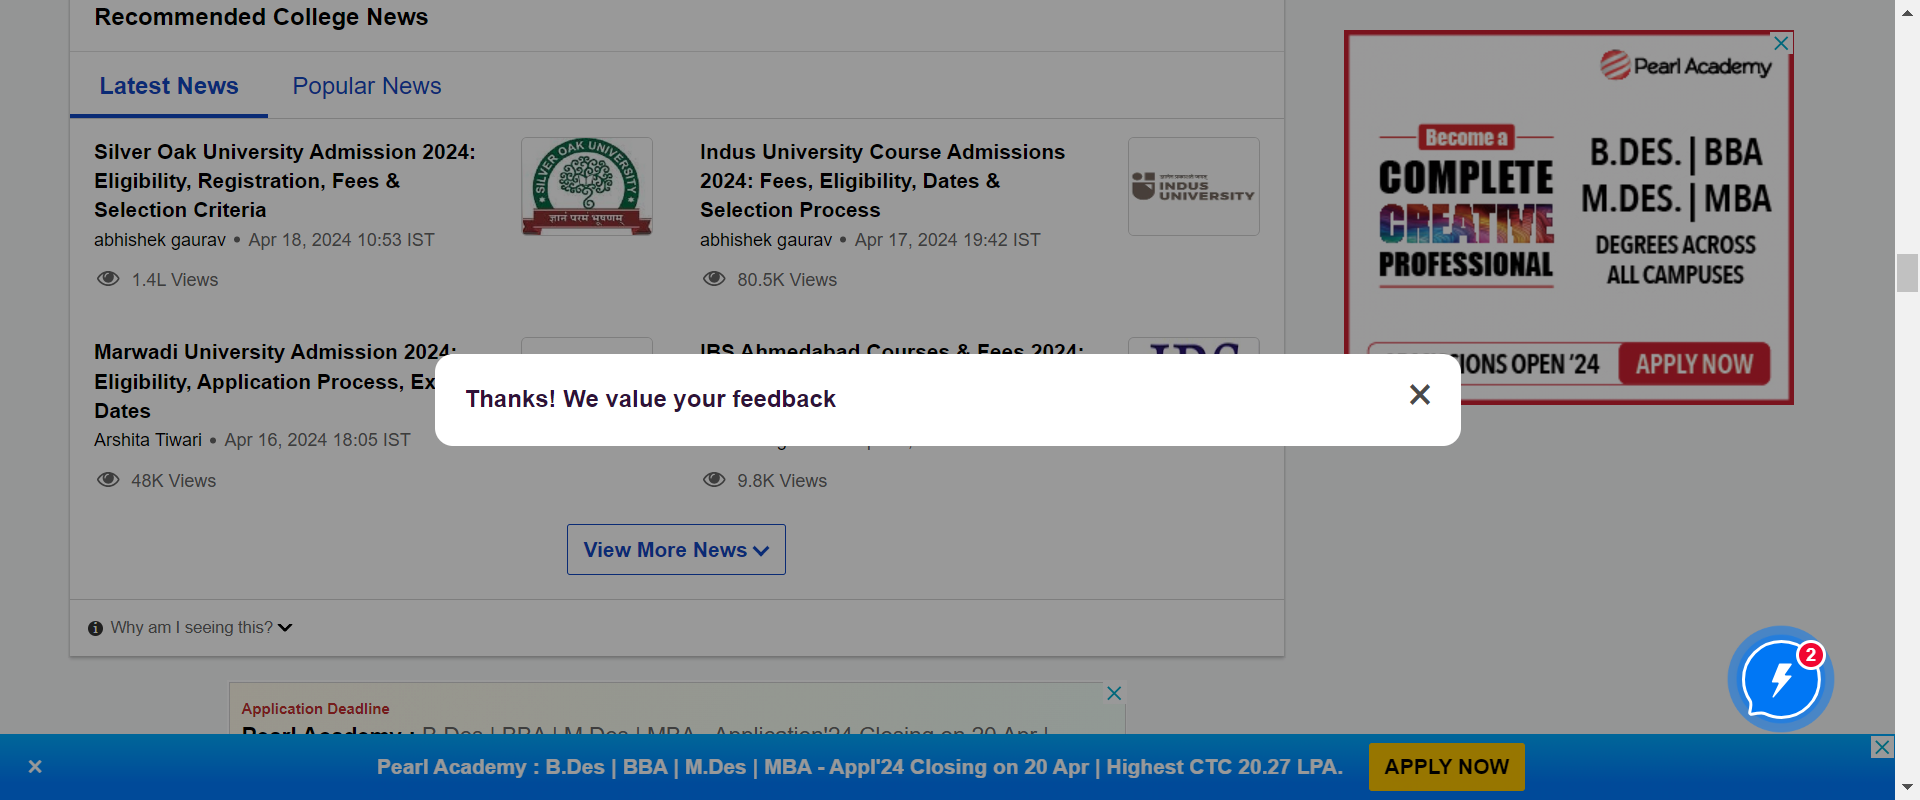 Recommended College News
Latest News
Popular News
Silver Oak University Admission 2024:
Eligibility, Registration, Fees &
Selection Criteria
abhishek gaurav • Apr 18, 2024 10:53 IST
1.4L Views
SILVER OAK UNIVERSITY
ज्ञानं परमं भूषणम्
Indus University Course Admissions
2024: Fees, Eligibility, Dates &
Selection Process
abhishek gaurav • Apr 17, 2024 19:42 IST
80.5K Views
INDUS
UNIVERSITY
Marwadi University Admission 2024:
Eligibility, Application Process, Ex
Dates
Arshita Tiwari • Apr 16, 2024 18:05 IST
48K Views
IBS Ahmedabad Courses & Fees 2024:
IBS
9.8K Views
Thanks! We value your feedback
View More News
Why am I seeing this?
Pearl Academy
Become a
COMPLETE
CREATIVE
PROFESSIONAL
B.DES. | BBA
M.DES. | MBA
DEGREES ACROSS
ALL CAMPUSES
IONS OPEN '24
APPLY NOW
2
Application Deadline
Pearl Academy : B.Des | BBA | M.Des | MBA - Application'24 Closing on 20 Apr |
Pearl Academy : B.Des | BBA | M.Des | MBA - Appl'24 Closing on 20 Apr | Highest CTC 20.27 LPA.
APPLY NOW